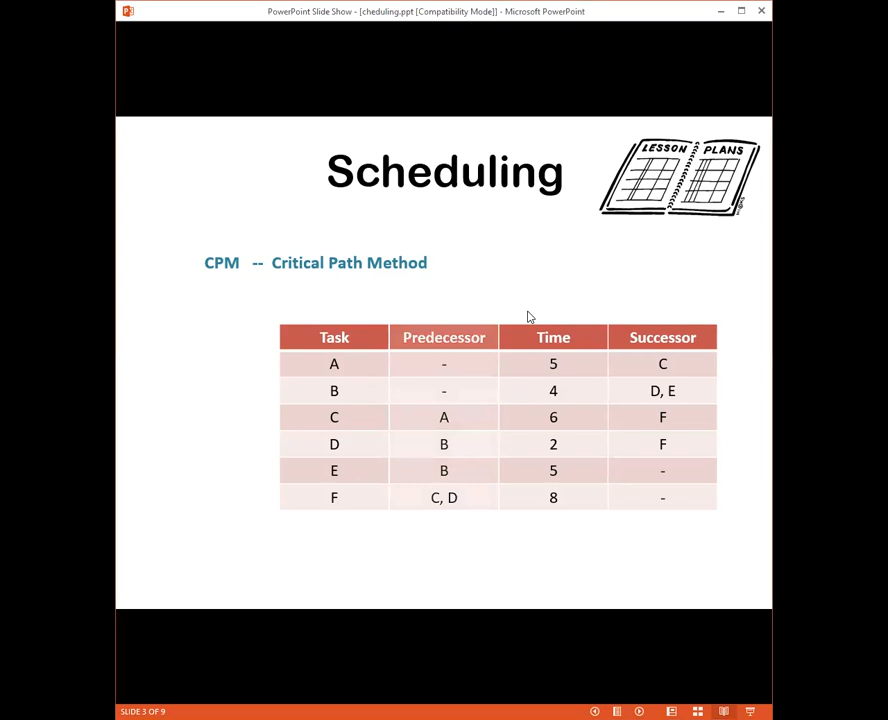 PowerPoint Slide Show - [cheduling.ppt [Compatibility Mode]] - Microsoft PowerPoint
LESSON PLANS
Scheduling
CPM -- Critical Path Method
Task Predecessor Time Successor
A - 5 C
B - 4 D, E
C A 6 F
D B 2 F
E B 5 -
F C, D 8 -
SLIDE 3 OF 9